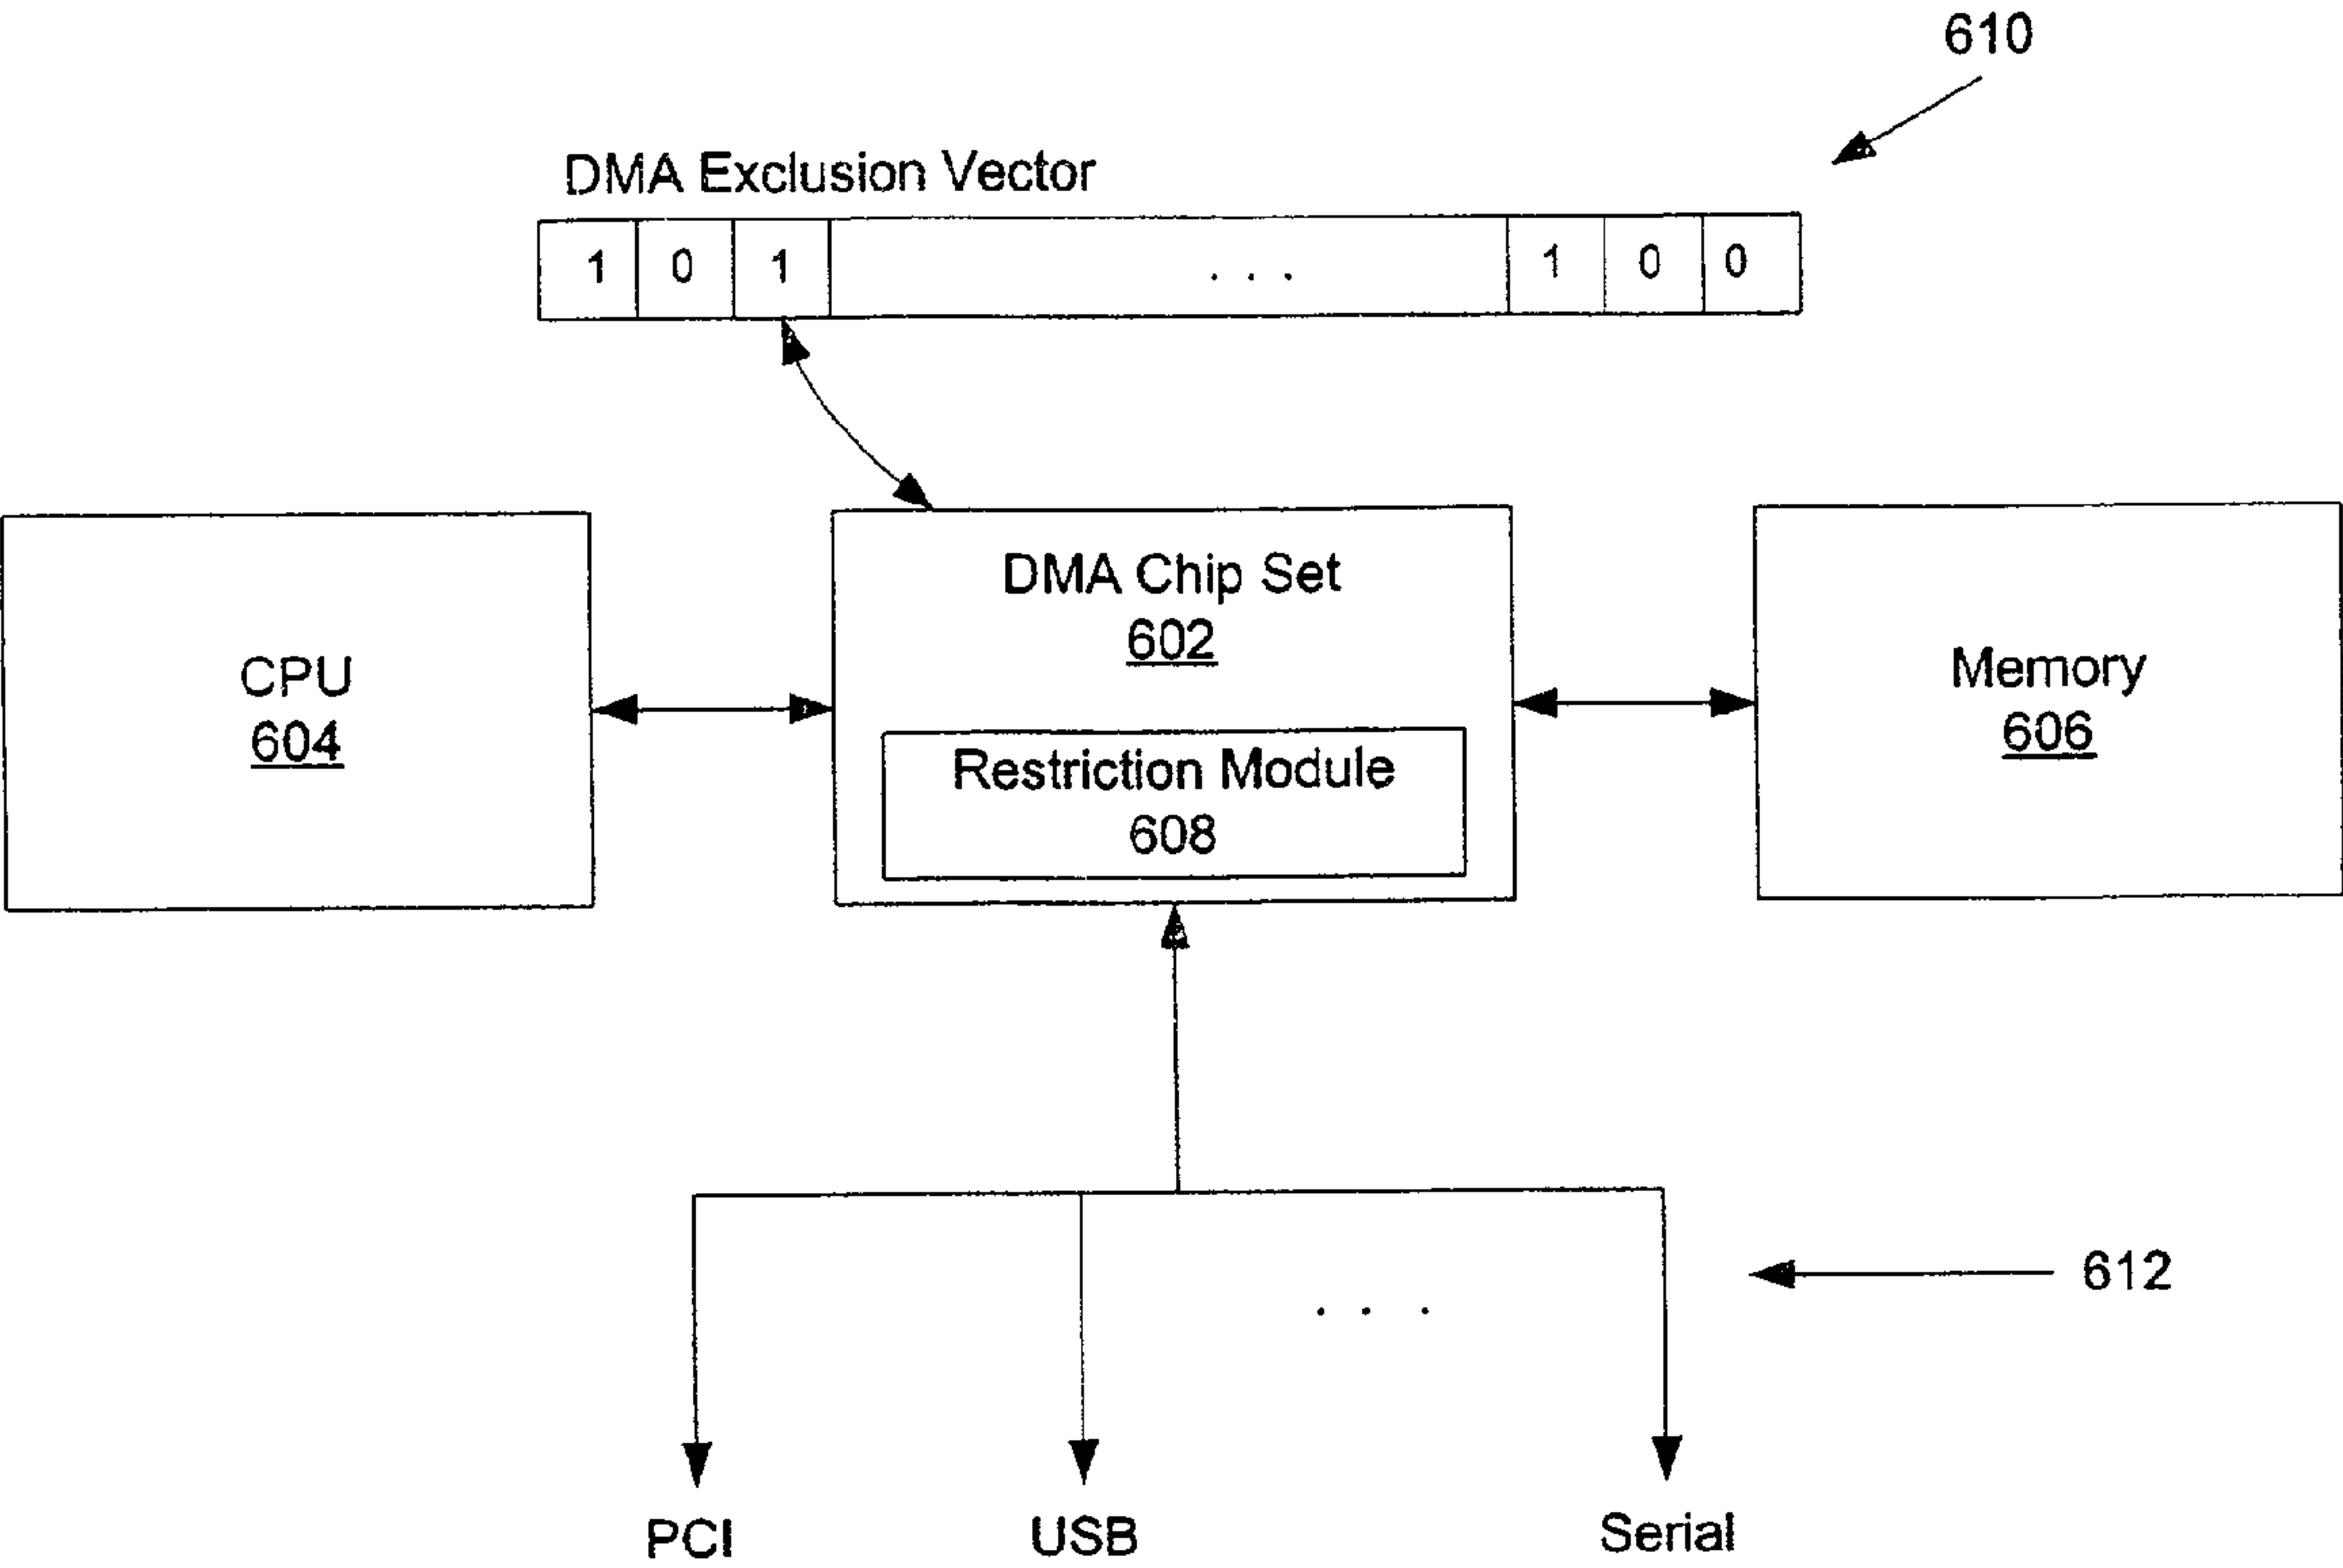 610
DMA Exclusion Vector
1 0 1 . . . 1 0 0
DMA Chip Set
602
CPU
604
Memory
606
Restriction Module
608
612
. . .
PCI USB Serial